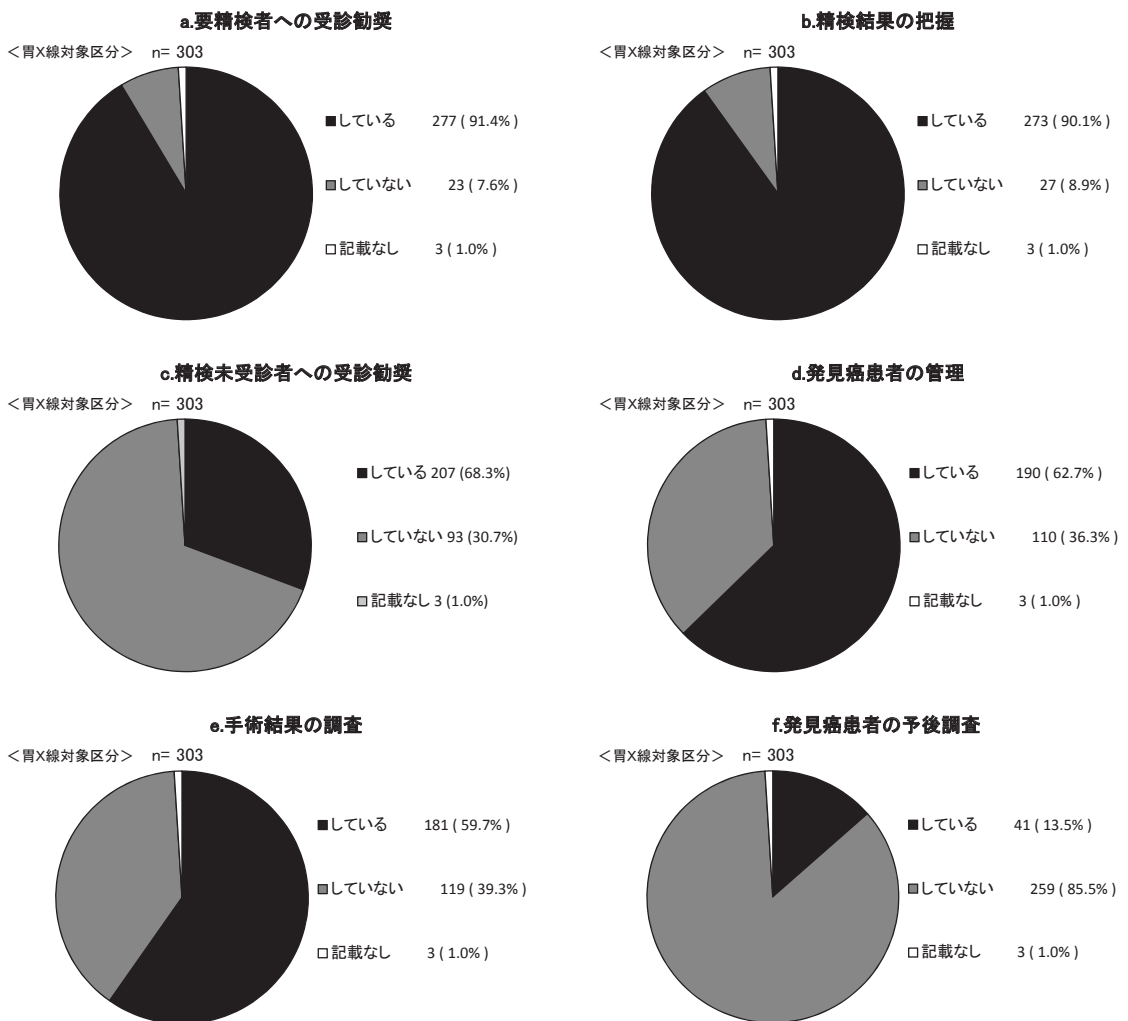 a.要精検者への受診勧奨
<胃X線対象区分> n= 303
■している 277 ( 91.4% )
■していない 23 ( 7.6% )
□記載なし 3 ( 1.0% )
b.精検結果の把握
<胃X線対象区分> n= 303
■している 273 ( 90.1% )
■していない 27 ( 8.9% )
□記載なし 3 ( 1.0% )
c.精検未受診者への受診勧奨
<胃X線対象区分> n= 303
■している 207 (68.3%)
■していない 93 (30.7%)
□記載なし 3 (1.0%)
d.発見癌患者の管理
<胃X線対象区分> n= 303
■している 190 ( 62.7% )
■していない 110 ( 36.3% )
□記載なし 3 ( 1.0% )
e.手術結果の調査
<胃X線対象区分> n= 303
■している 181 ( 59.7% )
■していない 119 ( 39.3% )
□記載なし 3 ( 1.0% )
f.発見癌患者の予後調査
<胃X線対象区分> n= 303
■している 41 ( 13.5% )
■していない 259 ( 85.5% )
□記載なし 3 ( 1.0% )